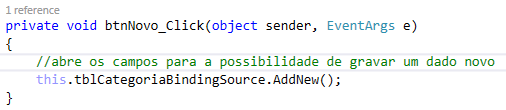 1 reference
private void btnNovo_Click(object sender, EventArgs e)
{
//abre os campos para a possibilidade de gravar um dado novo
this.tblCategoriaBindingSource.AddNew();
}